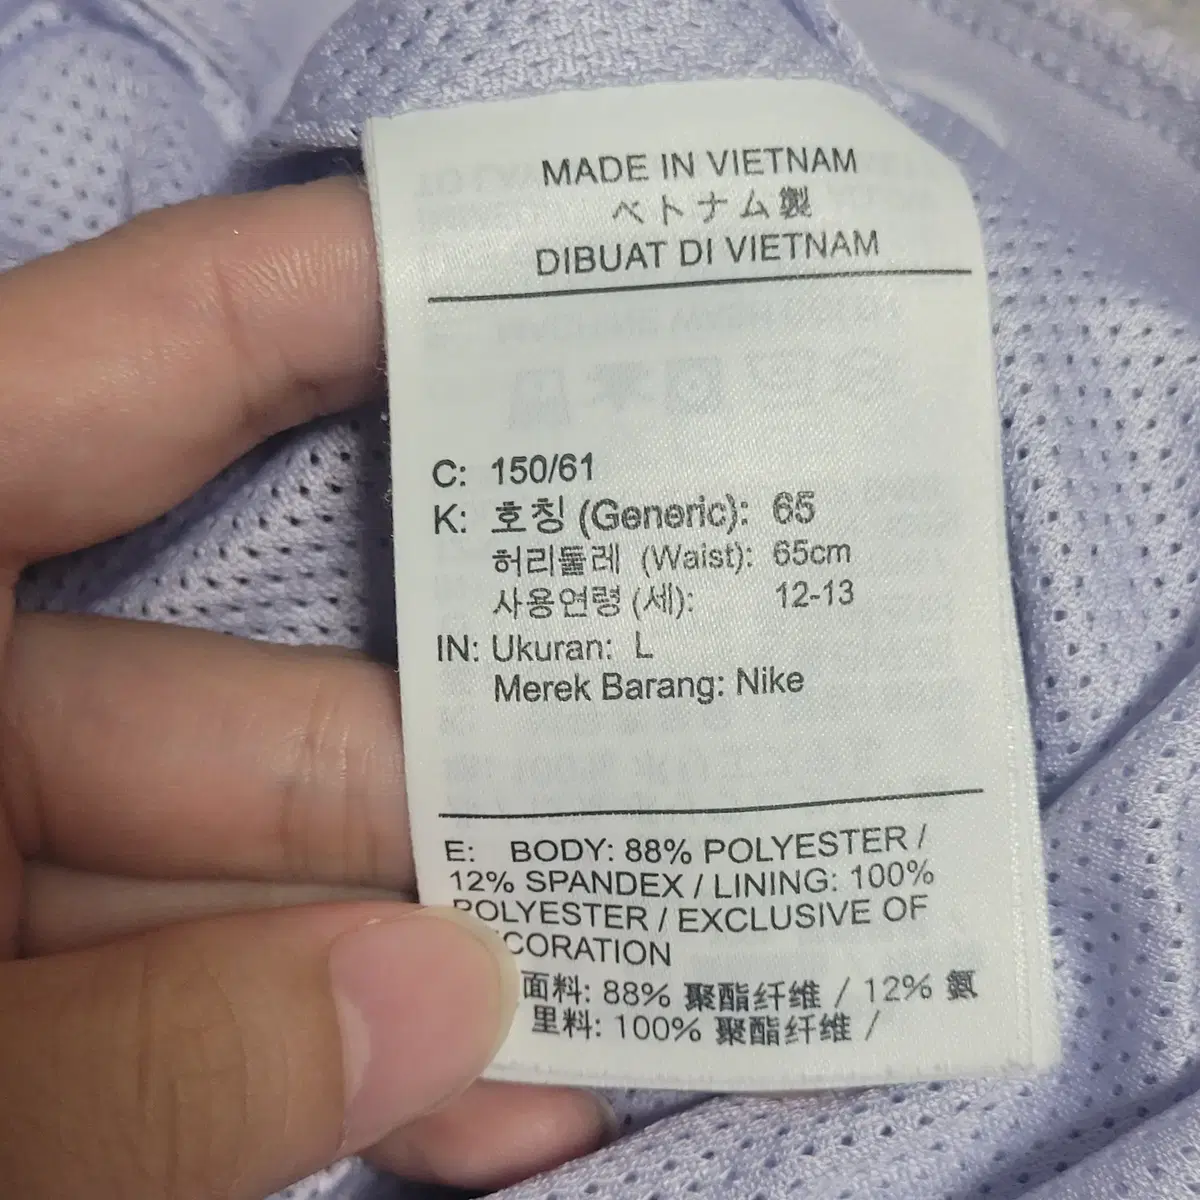 MADE IN VIETNAM
ベトナム製
DIBUAT DI VIETNAM
C: 150/61
K: 호칭 (Generic): 65
허리둘레 (Waist): 65cm
사용연령 (세): 12-13
IN: Ukuran: L
Merek Barang: Nike
E: BODY: 88% POLYESTER /
12% SPANDEX / LINING: 100%
POLYESTER / EXCLUSIVE OF
CORATION
面料: 88% 聚酯纤维 / 12% 氨
里料: 100% 聚酯纤维 /